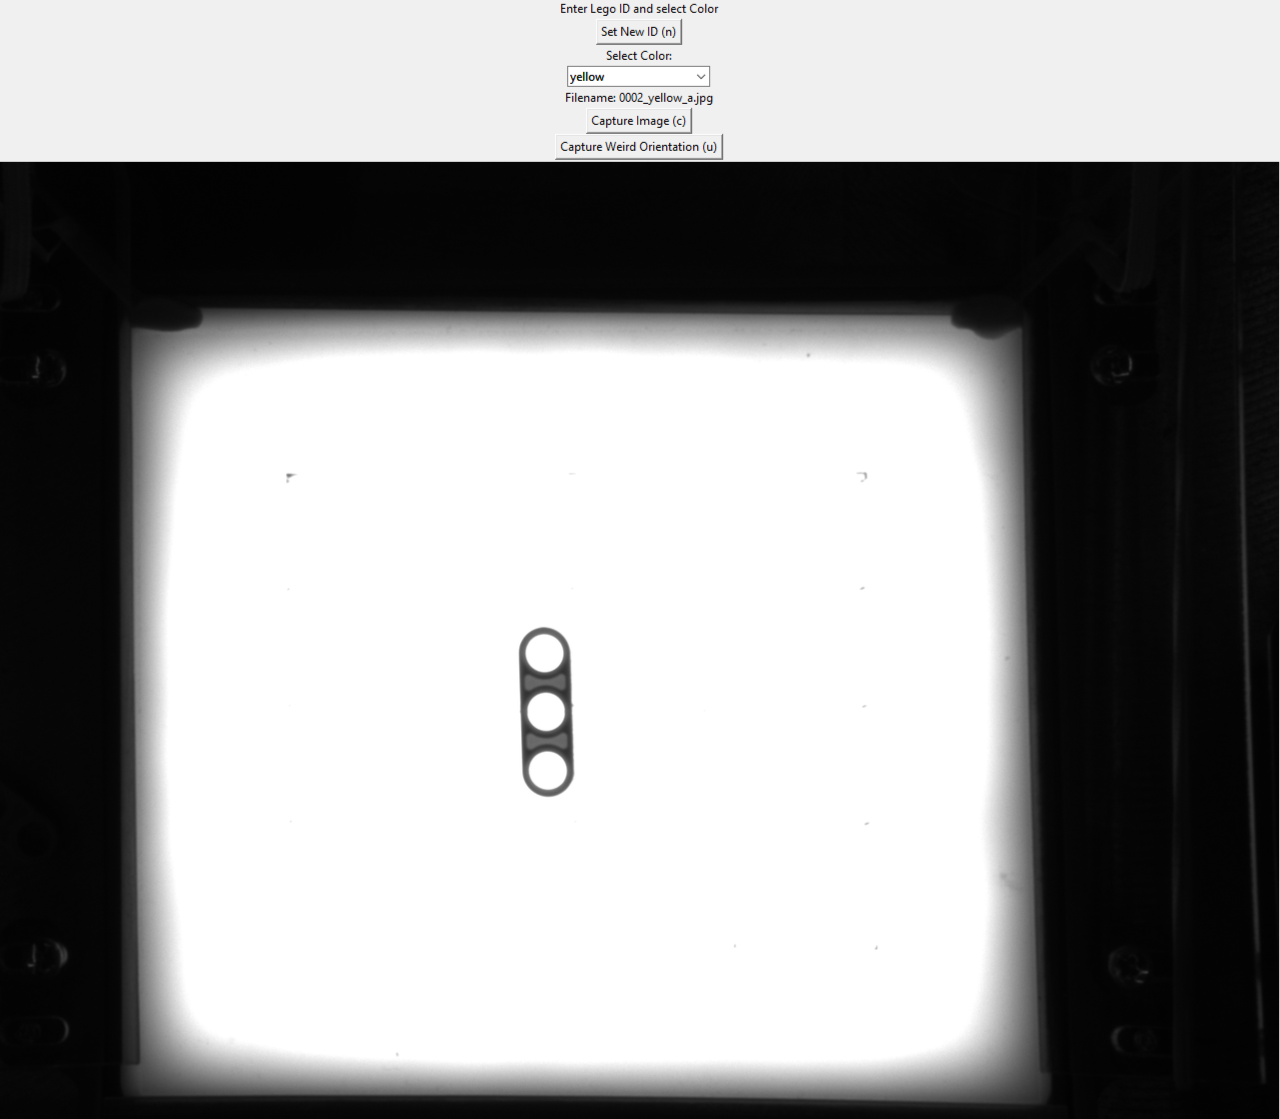 Enter Lego ID and select Color
Set New ID (n)
Select Color:
yellow
Filename: 0002_yellow_a.jpg
Capture Image (c)
Capture Weird Orientation (u)